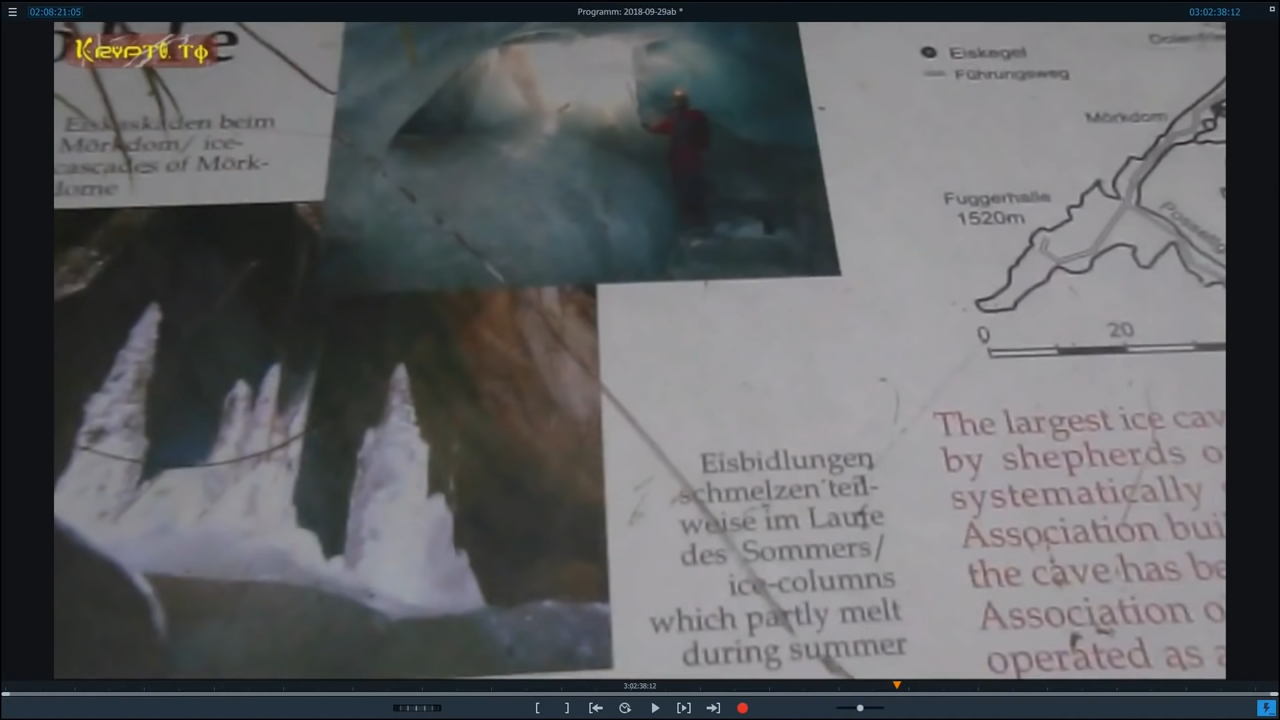 02:08:21:05
Programm: 2018-09-29ab *
03:02:38:12
Eiskaskaden beim
Mörkdom/ ice-
cascades of Mörk-
dome
Eiskegel
Führungsweg
Mörkdom
Fuggerhalle
1520m
0
20
Eisbidlungen
schmelzen teil-
weise im Laufe
des Sommers/
ice-columns
which partly melt
during summer
The largest ice cav
by shepherds o
systematically
Association bui
the cave has be
Association o
operated as a
3:02:38:12